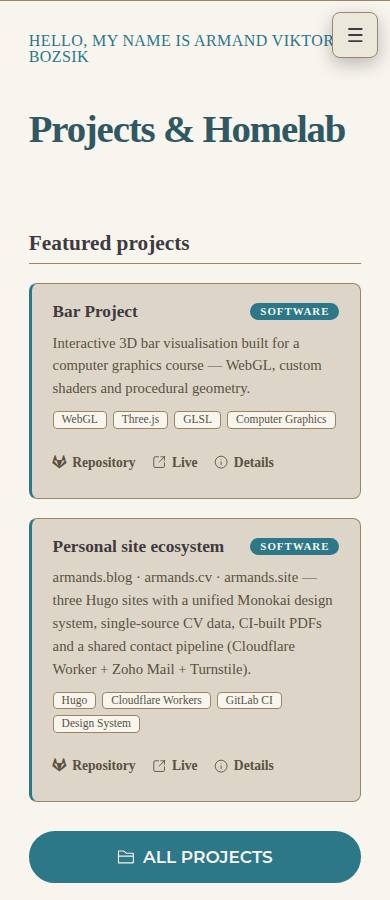 HELLO, MY NAME IS ARMAND VIKTOR
BOZSIK
Projects & Homelab
Featured projects
Bar Project
SOFTWARE
Interactive 3D bar visualisation built for a
computer graphics course — WebGL, custom
shaders and procedural geometry.
WebGL Three.js GLSL Computer Graphics
Repository Live Details
Personal site ecosystem
SOFTWARE
armands.blog · armands.cv · armands.site —
three Hugo sites with a unified Monokai design
system, single-source CV data, CI-built PDFs
and a shared contact pipeline (Cloudflare
Worker + Zoho Mail + Turnstile).
Hugo Cloudflare Workers GitLab CI
Design System
Repository Live Details
ALL PROJECTS